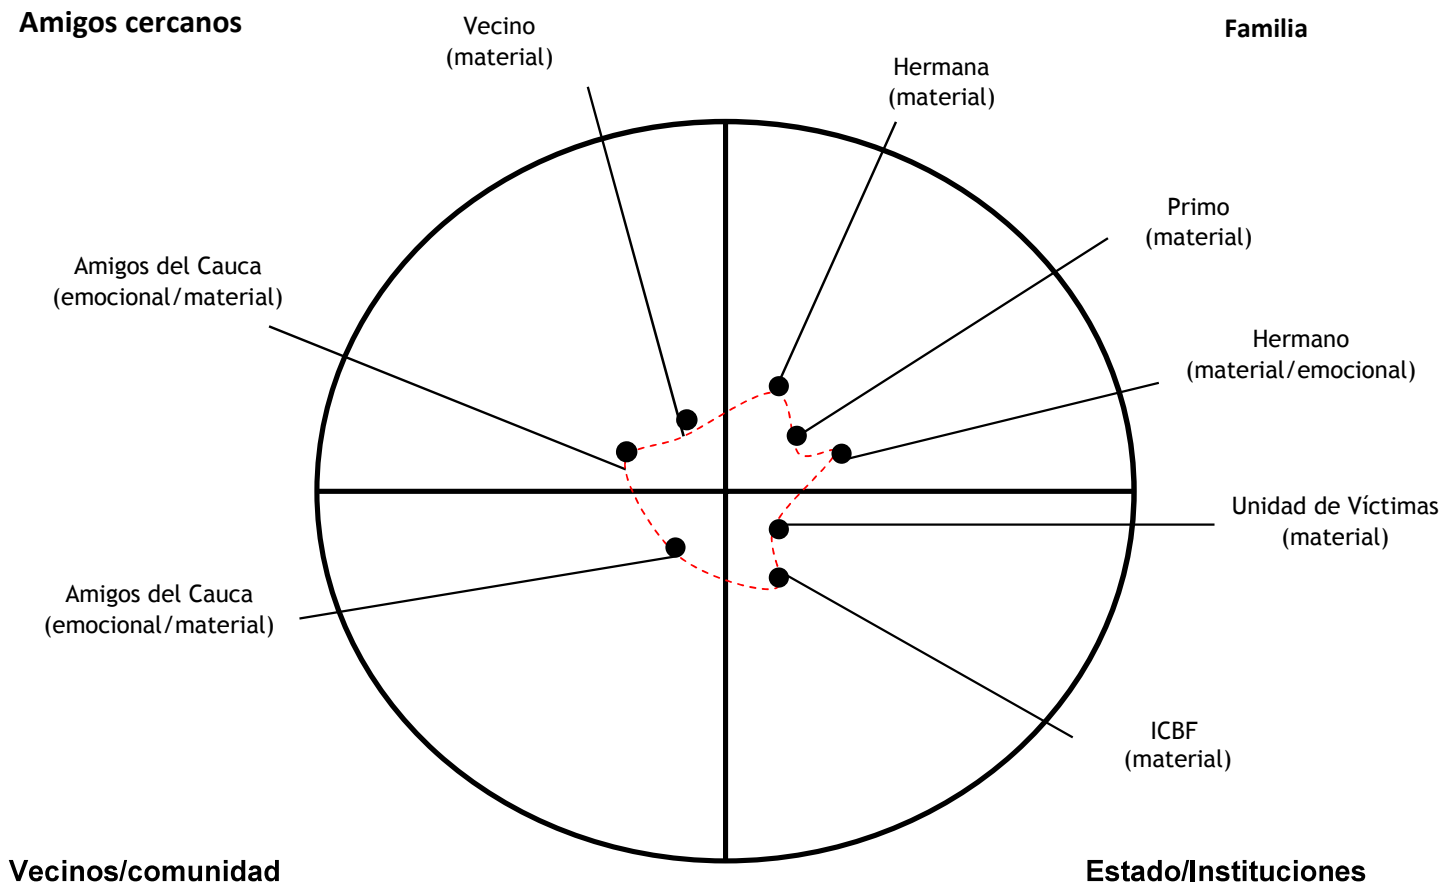 Amigos cercanos
Vecino
(material)
Familia
Hermana
(material)
Primo
(material)
Amigos del Cauca
(emocional/material)
Hermano
(material/emocional)
Unidad de Víctimas
(material)
Amigos del Cauca
(emocional/material)
ICBF
(material)
Vecinos/comunidad
Estado/Instituciones